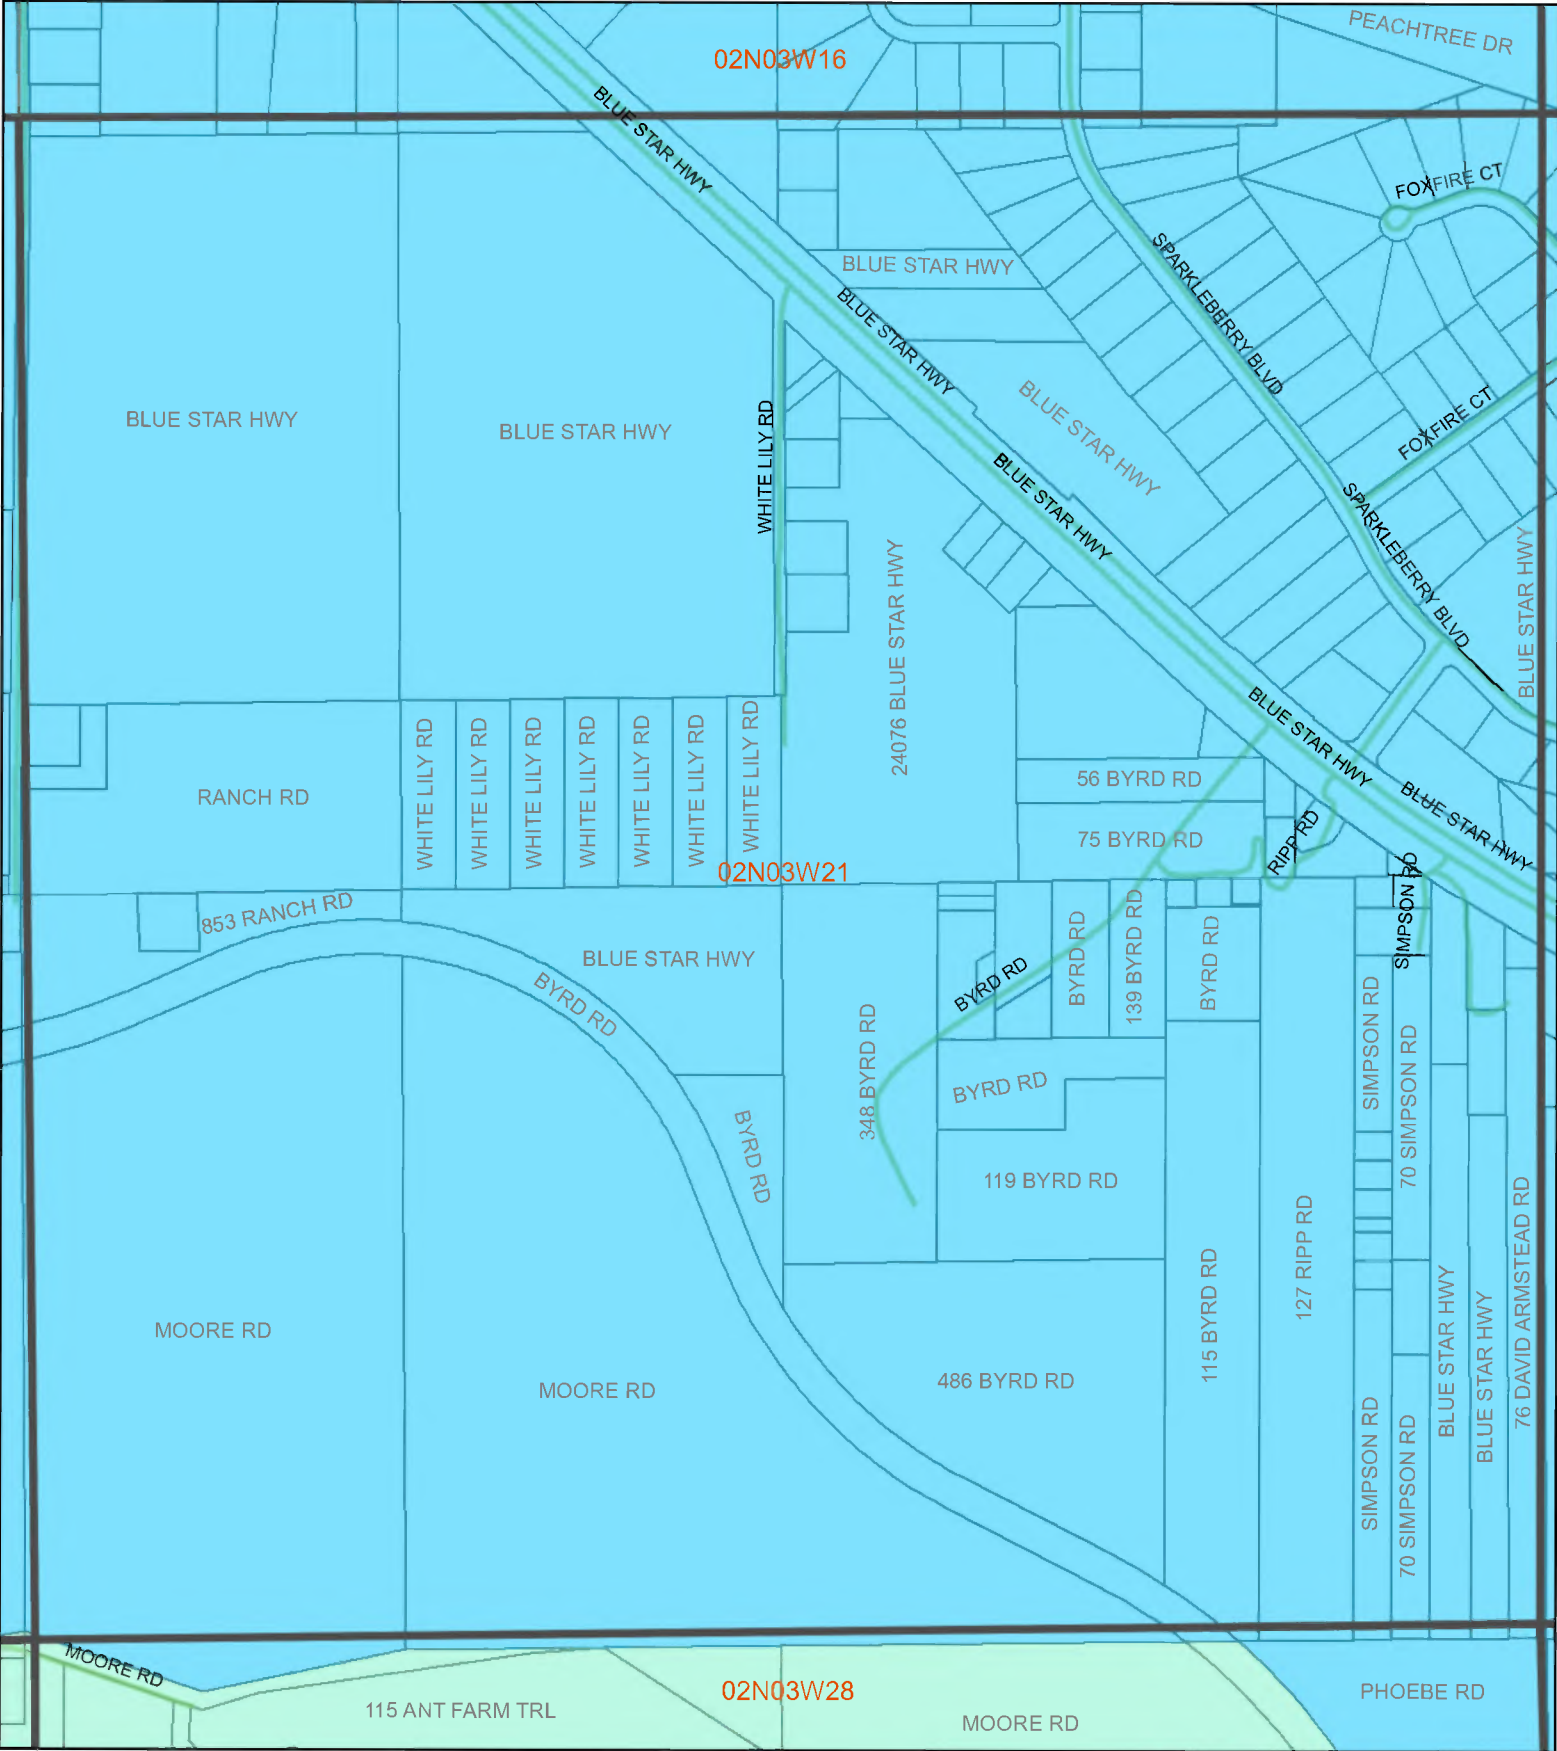 PEACHTREE DR
02N03W16
BLUE STAR HWY
FOXFIRE CT
BLUE STAR HWY
SPARKLEBERRY BLVD
BLUE STAR HWY
BLUE STAR HWY
BLUE STAR HWY
BLUE STAR HWY
WHITE LILY RD
FOXFIRE CT
BLUE STAR HWY
BLUE STAR HWY
SPARKLEBERRY BLVD
BLUE STAR HWY
24076 BLUE STAR HWY
BLUE STAR HWY
RANCH RD
WHITE LILY RD
WHITE LILY RD
WHITE LILY RD
WHITE LILY RD
WHITE LILY RD
WHITE LILY RD
WHITE LILY RD
56 BYRD RD
BLUE STAR HWY
75 BYRD RD
RIPP RD
02N03W21
853 RANCH RD
BLUE STAR HWY
BYRD RD
BYRD RD
BYRD RD
139 BYRD RD
BYRD RD
SIMPSON RD
348 BYRD RD
SIMPSON RD
70 SIMPSON RD
BYRD RD
BYRD RD
119 BYRD RD
127 RIPP RD
76 DAVID ARMSTEAD RD
MOORE RD
MOORE RD
486 BYRD RD
115 BYRD RD
BLUE STAR HWY
BLUE STAR HWY
SIMPSON RD
70 SIMPSON RD
MOORE RD
115 ANT FARM TRL
02N03W28
MOORE RD
PHOEBE RD